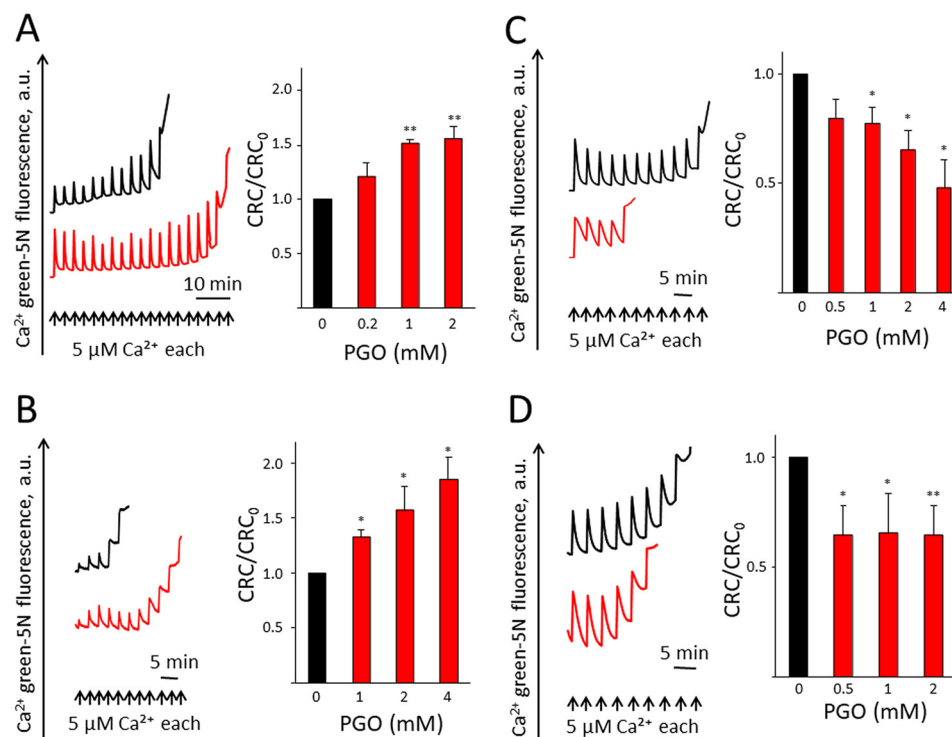 A
Ca²⁺ green-5N fluorescence, a.u.
10 min
5 µM Ca²⁺ each
CRC/CRC₀
2.0
1.5
1.0
0.5
** **
0 0.2 1 2
PGO (mM)
C
Ca²⁺ green-5N fluorescence, a.u.
5 min
5 µM Ca²⁺ each
CRC/CRC₀
1.0
0.5
* * *
0 0.5 1 2 4
PGO (mM)
B
Ca²⁺ green-5N fluorescence, a.u.
5 min
5 µM Ca²⁺ each
CRC/CRC₀
2.0
1.5
1.0
0.5
* * *
0 1 2 4
PGO (mM)
D
Ca²⁺ green-5N fluorescence, a.u.
5 min
5 µM Ca²⁺ each
CRC/CRC₀
1.0
0.5
* * **
0 0.5 1 2
PGO (mM)